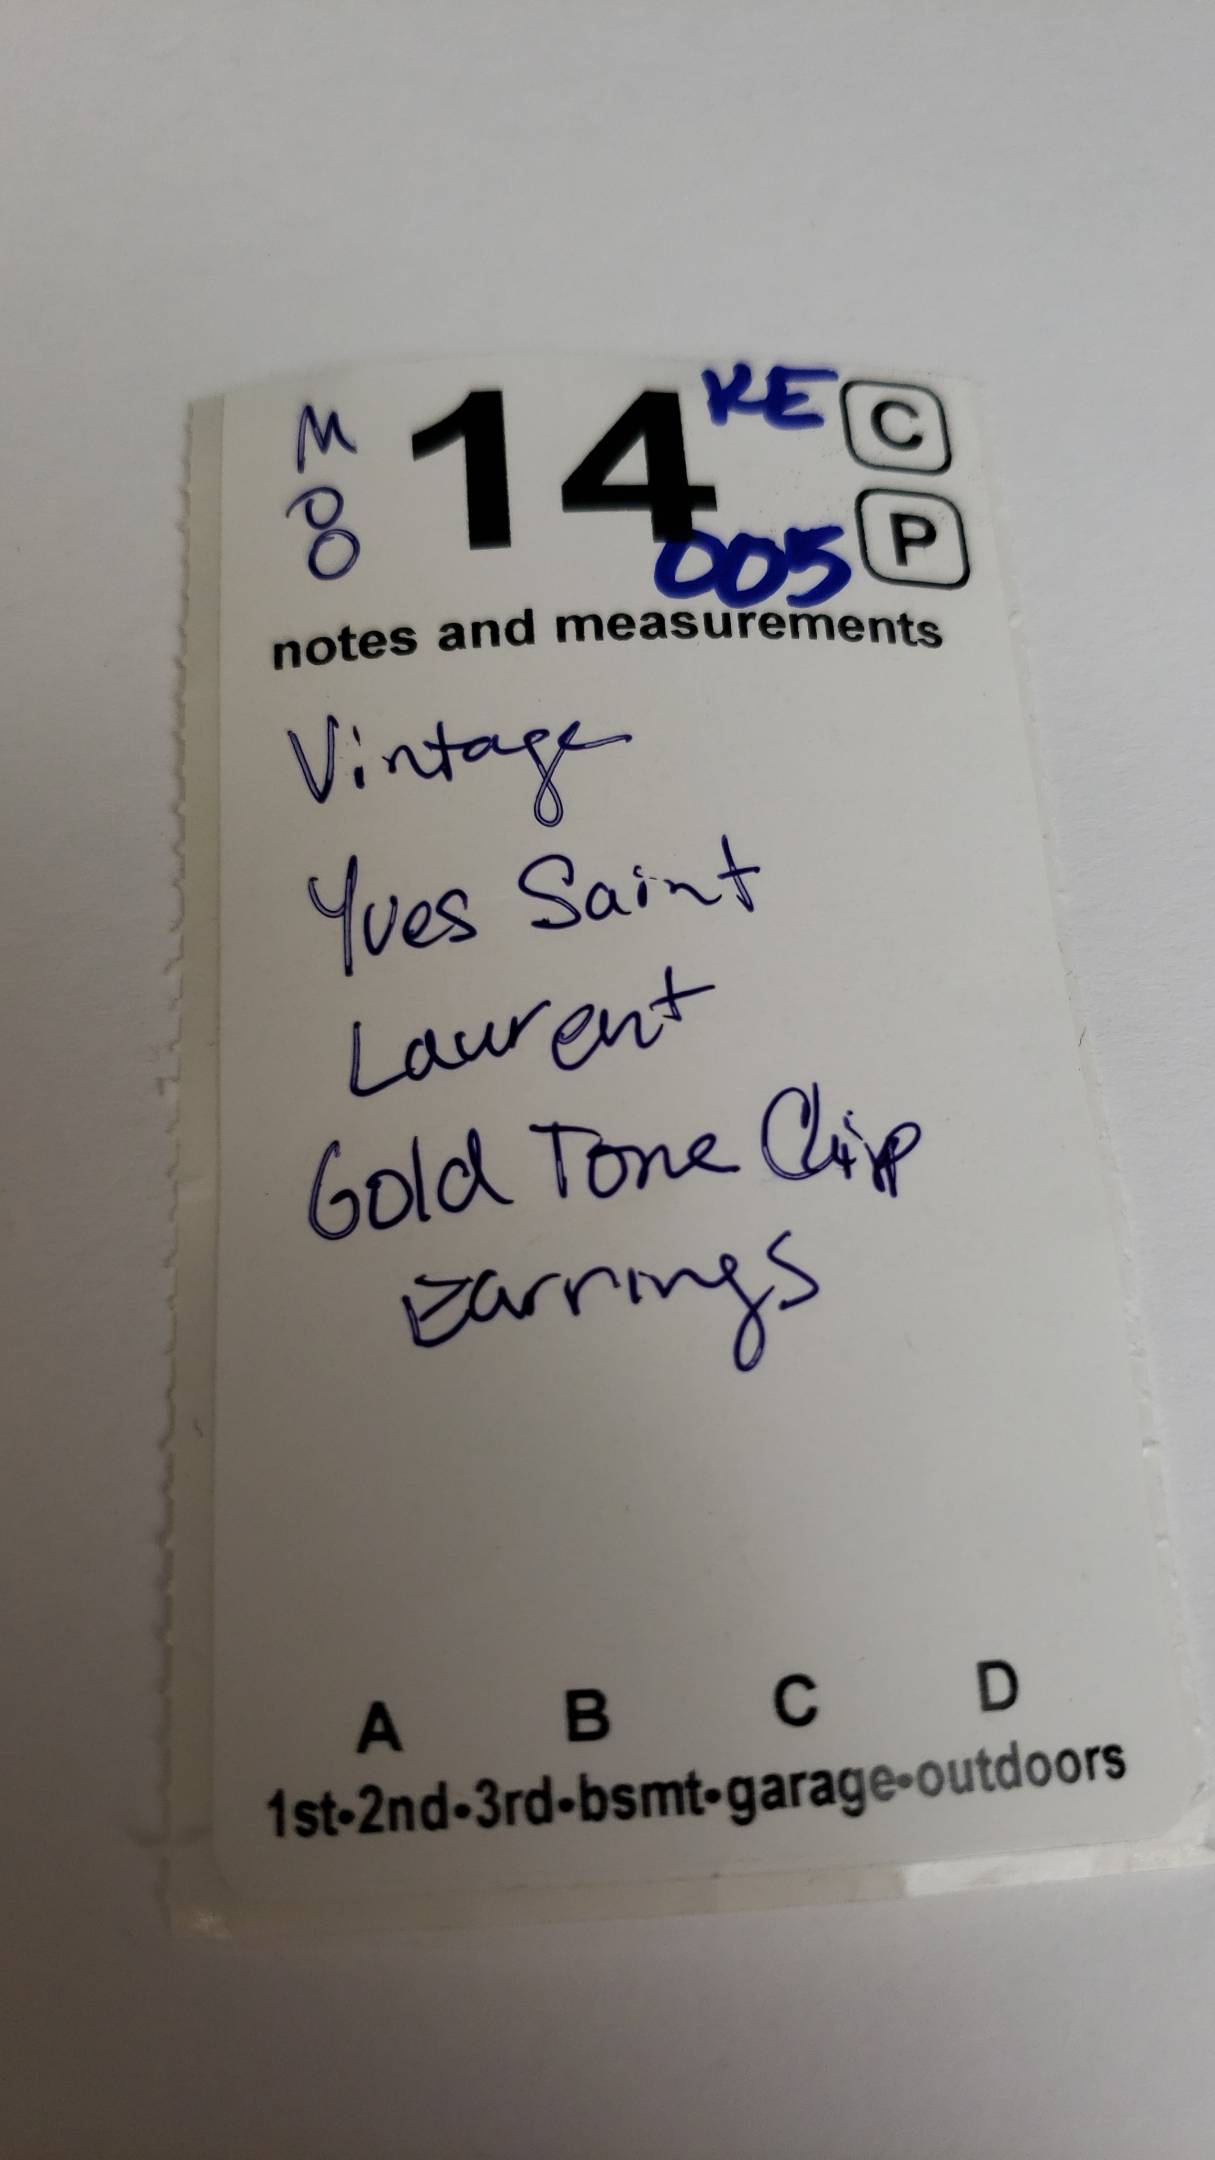 M 14 KE C
005 P
notes and measurements
Vintage
Yves Saint
Laurent
Gold Tone Clip
Earrings
A B C D
1st•2nd•3rd•bsmt•garage•outdoors